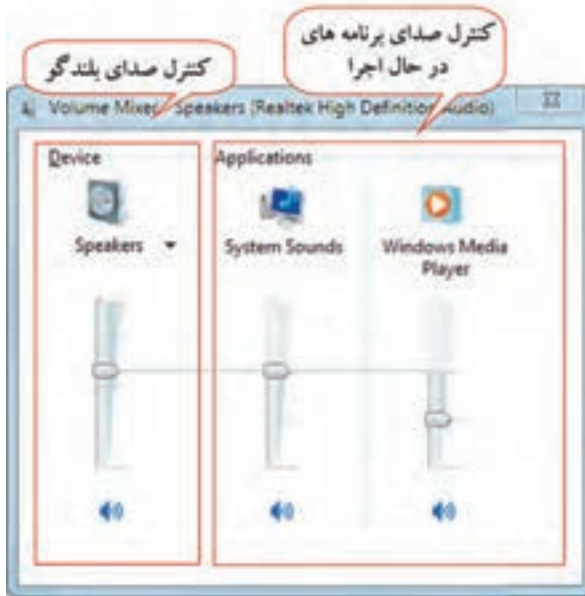 کنترل صدای برنامه های
در حال اجرا
کنترل صدای بلندگو
Volume Mixer - Speakers (Realtek High Definition Audio)
Device
Applications
Speakers
System Sounds
Windows Media
Player